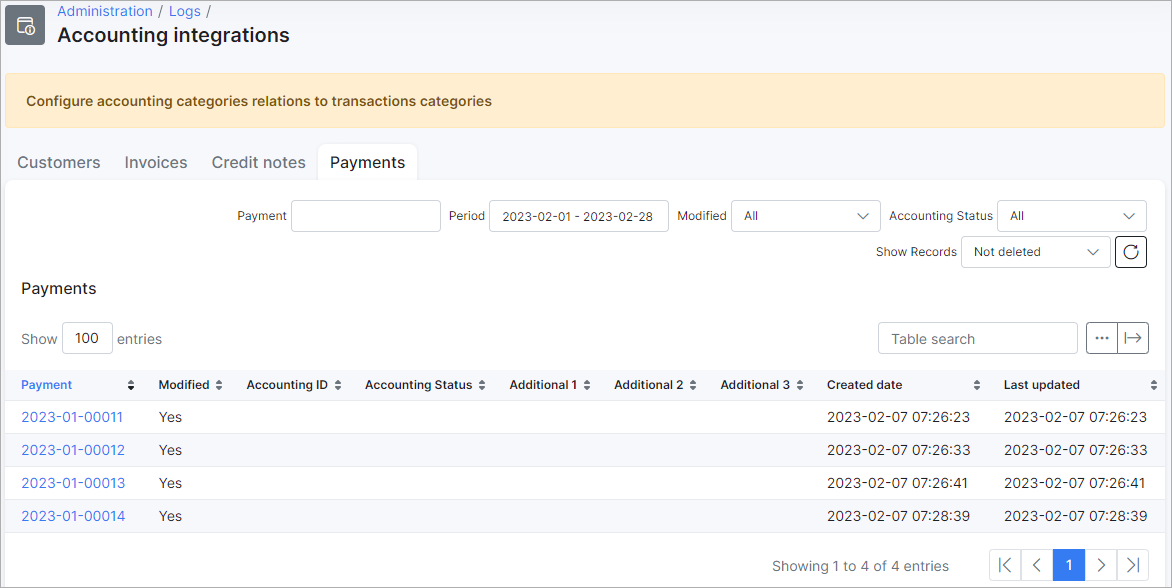 Administration / Logs /
Accounting integrations
Configure accounting categories relations to transactions categories
Customers Invoices Credit notes Payments
Payment Period 2023-02-01 - 2023-02-28 Modified All Accounting Status All
Show Records Not deleted
Payments
Show 100 entries Table search ...
Payment Modified Accounting ID Accounting Status Additional 1 Additional 2 Additional 3 Created date Last updated
2023-01-00011 Yes 2023-02-07 07:26:23 2023-02-07 07:26:23
2023-01-00012 Yes 2023-02-07 07:26:33 2023-02-07 07:26:33
2023-01-00013 Yes 2023-02-07 07:26:41 2023-02-07 07:26:41
2023-01-00014 Yes 2023-02-07 07:28:39 2023-02-07 07:28:39
Showing 1 to 4 of 4 entries 1